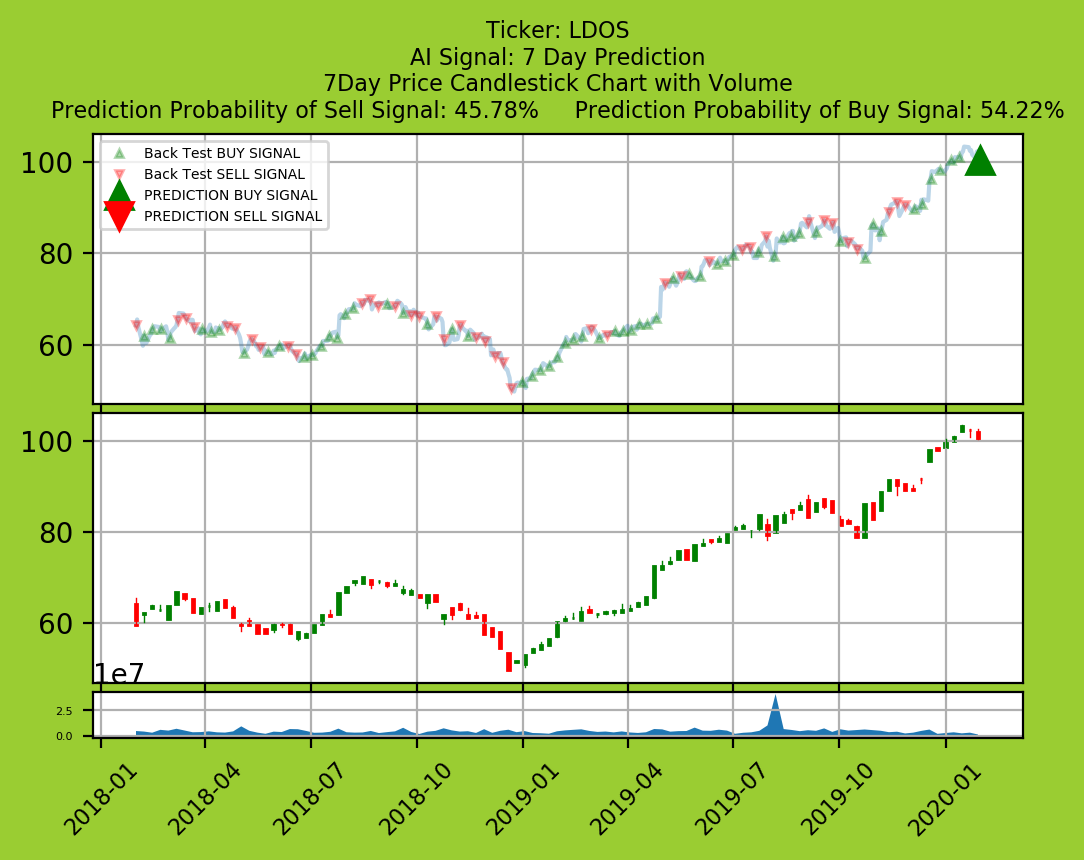 Ticker: LDOS
AI Signal: 7 Day Prediction
7Day Price Candlestick Chart with Volume
Prediction Probability of Sell Signal: 45.78%     Prediction Probability of Buy Signal: 54.22%
Back Test BUY SIGNAL
Back Test SELL SIGNAL
PREDICTION BUY SIGNAL
PREDICTION SELL SIGNAL
100
80
60
100
80
60
1e7
2.5
0.0
2018-01
2018-04
2018-07
2018-10
2019-01
2019-04
2019-07
2019-10
2020-01